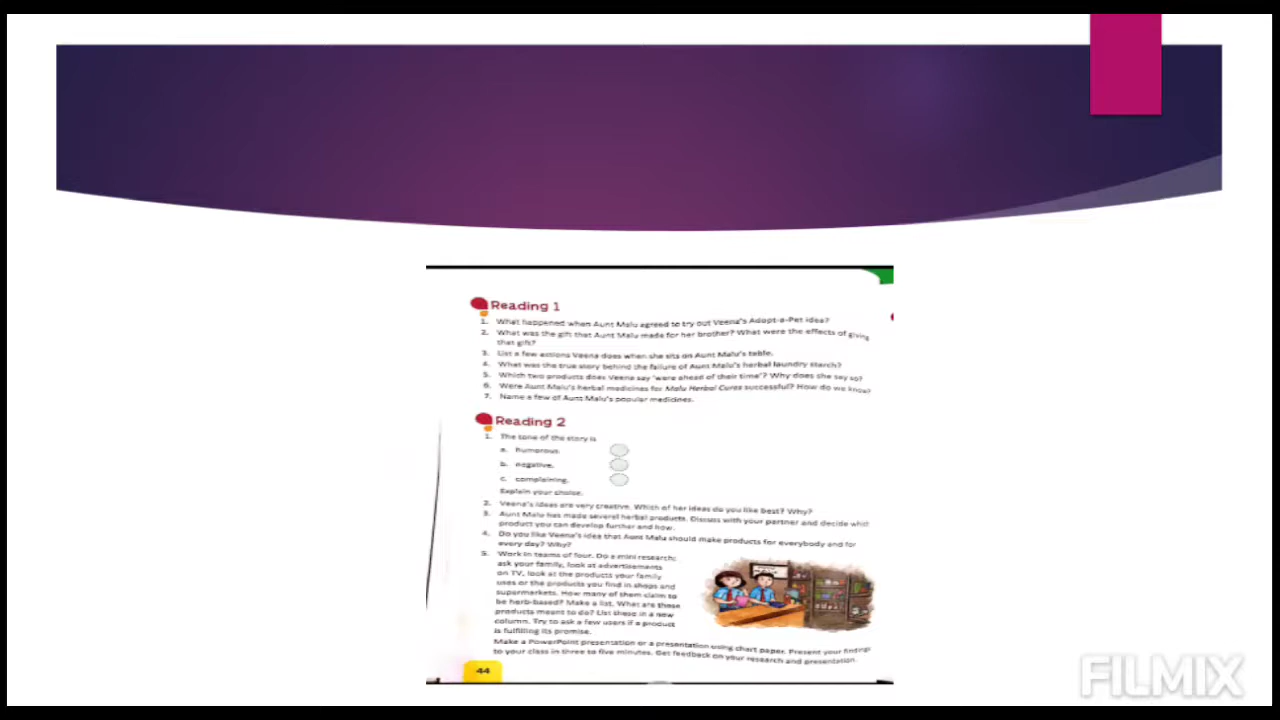 Reading 1
1. What happened when Aunt Malu agreed to try out Veena's Adopt-a-Pet idea?
2. What was the gift that Aunt Malu made for her brother? What were the effects of giving
that gift?
3. List a few actions Veena does when she sits on Aunt Malu's table.
4. What was the true story behind the failure of Aunt Malu's herbal laundry starch?
5. Which two products does Veena say 'were ahead of their time'? Why does she say so?
6. Were Aunt Malu's herbal medicines for Malu Herbal Cures successful? How do we know?
7. Name a few of Aunt Malu's popular medicines.
Reading 2
1. The tone of the story is
a. humorous.
b. negative.
c. complaining.
Explain your choice.
2. Veena's ideas are very creative. Which of her ideas do you like best? Why?
3. Aunt Malu has made several herbal products. Discuss with your partner and decide whi
product you can develop further and how.
4. Do you like Veena's idea that Aunt Malu should make products for everybody and for
every day? Why?
5. Work in teams of four. Do a mini research;
ask your family, look at advertisements
on TV, look at the products your family
uses or the products you find in shops and
supermarkets. How many of them claim to
be herb-based? Make a list. What are these
products meant to do? List these in a new
column. Try to ask a few users if a product
is fulfilling its promise.
Make a PowerPoint presentation or a presentation using chart paper. Present your findings
to your class in three to five minutes. Get feedback on your research and presentation.
44
FILMIX